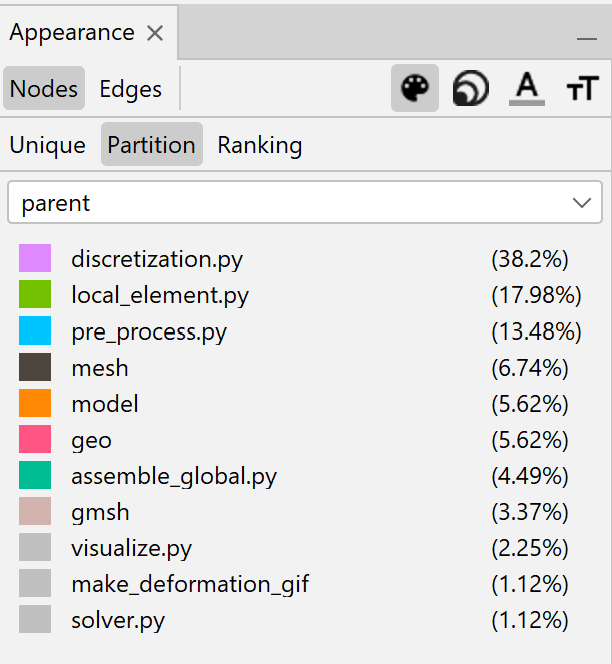 Appearance
Nodes Edges A TT
Unique Partition Ranking
parent
discretization.py (38.2%)
local_element.py (17.98%)
pre_process.py (13.48%)
mesh (6.74%)
model (5.62%)
geo (5.62%)
assemble_global.py (4.49%)
gmsh (3.37%)
visualize.py (2.25%)
make_deformation_gif (1.12%)
solver.py (1.12%)